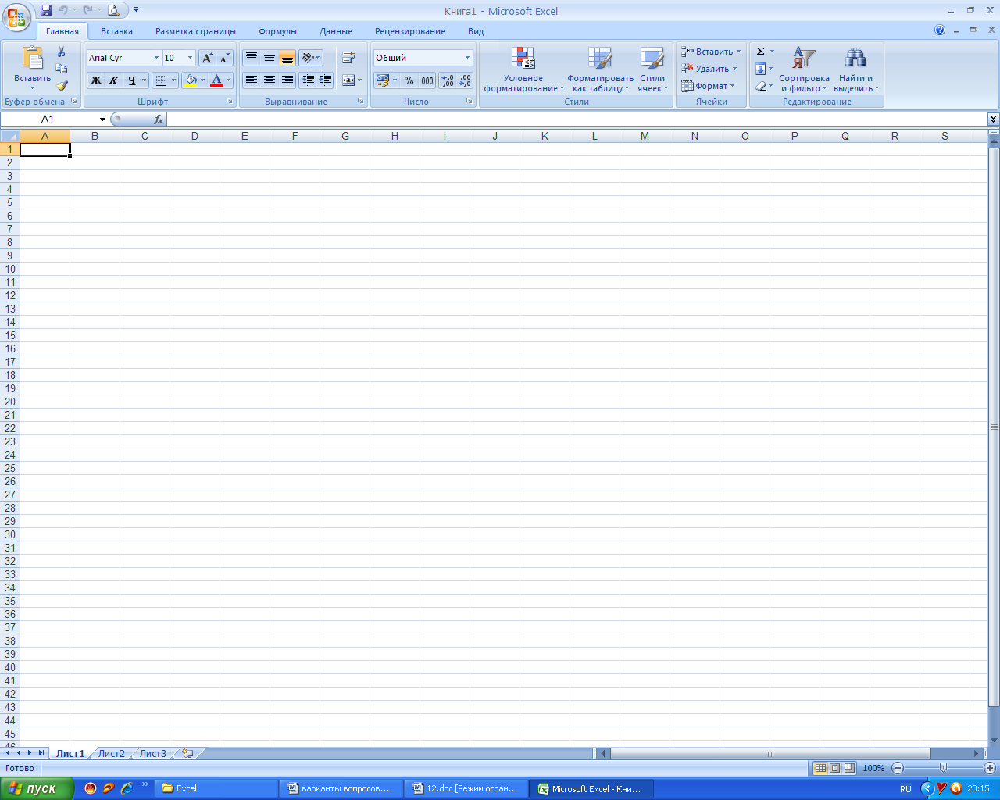 Книга1 - Microsoft Excel
Главная Вставка Разметка страницы Формулы Данные Рецензирование Вид
Вставить
Буфер обмена
Arial Cyr 10
Ж К Ч
Шрифт
Выравнивание
Общий
% 000
Число
Условное форматирование
Форматировать как таблицу
Стили ячеек
Стили
Вставить
Удалить
Формат
Ячейки
Σ
Сортировка и фильтр
Найти и выделить
Редактирование
A1 fx
A B C D E F G H I J K L M N O P Q R S
1
2
3
4
5
6
7
8
9
10
11
12
13
14
15
16
17
18
19
20
21
22
23
24
25
26
27
28
29
30
31
32
33
34
35
36
37
38
39
40
41
42
43
44
45
46
Лист1 Лист2 Лист3
Готово 100%
пуск Excel варианты вопросов.... 12.doc [Режим огран... Microsoft Excel - Кни... RU 20:15